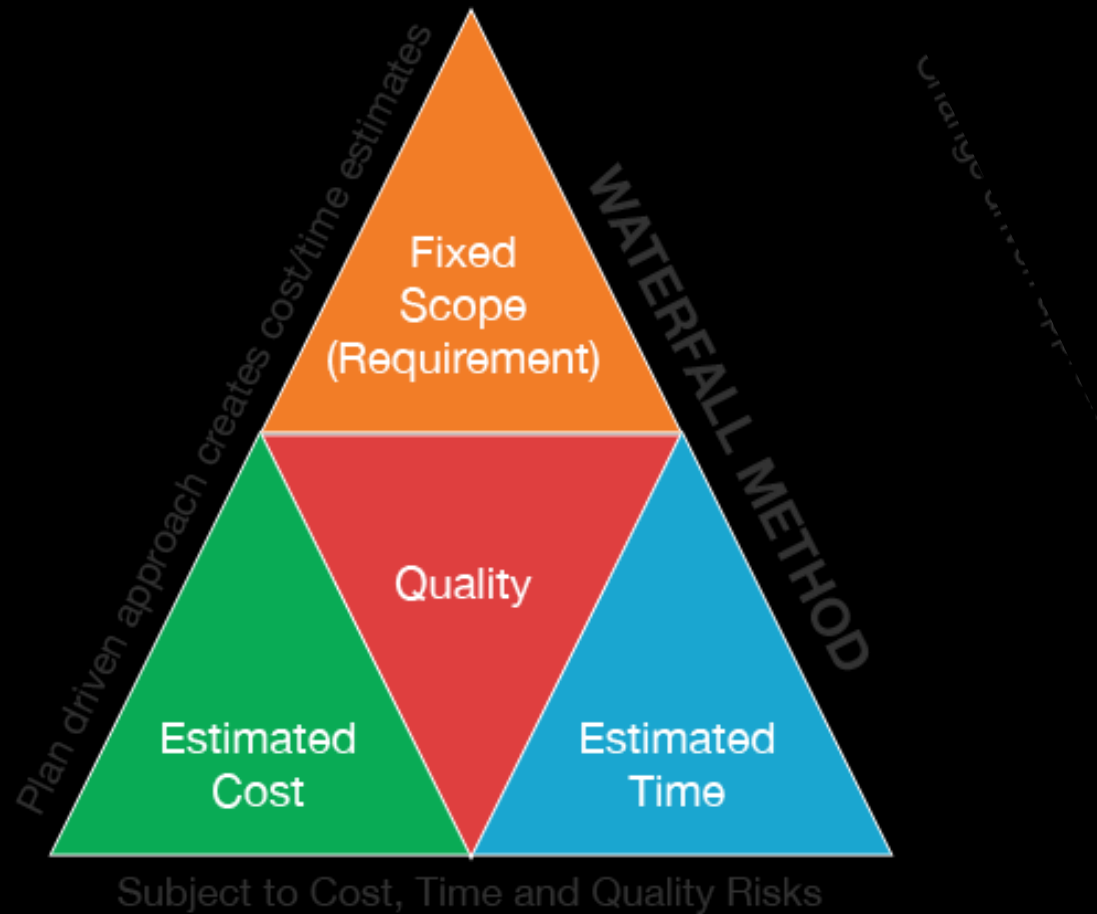 Plan driven approach creates cost/time estimates
WATERFALL METHOD
Fixed
Scope
(Requirement)
Quality
Estimated
Cost
Estimated
Time
Subject to Cost, Time and Quality Risks